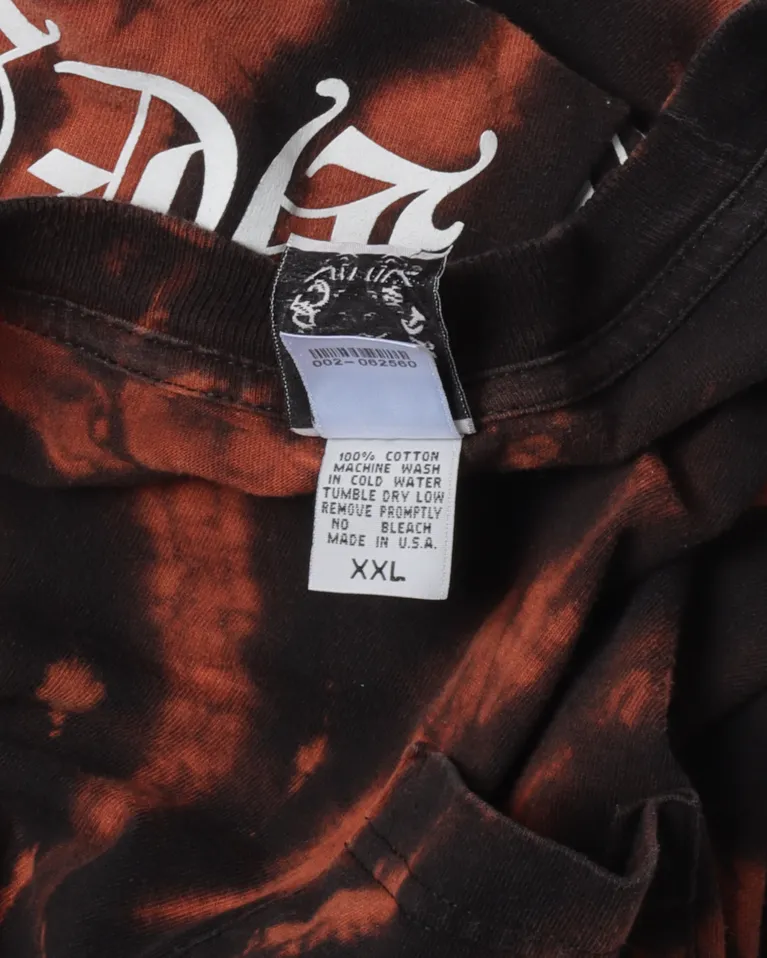 002-062560
100% COTTON
MACHINE WASH
IN COLD WATER
TUMBLE DRY LOW
REMOVE PROMPTLY
NO BLEACH
MADE IN U.S.A.
XXL